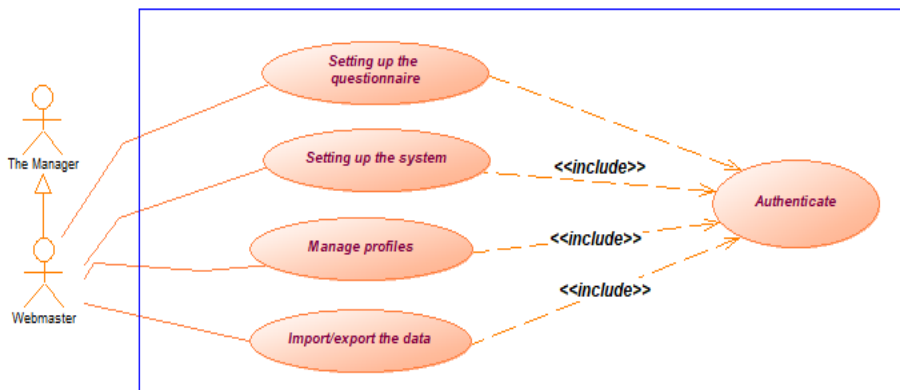 Setting up the
questionnaire
The Manager
Setting up the system
<<include>>
Authenticate
Manage profiles
<<include>>
Webmaster
<<include>>
Import/export the data